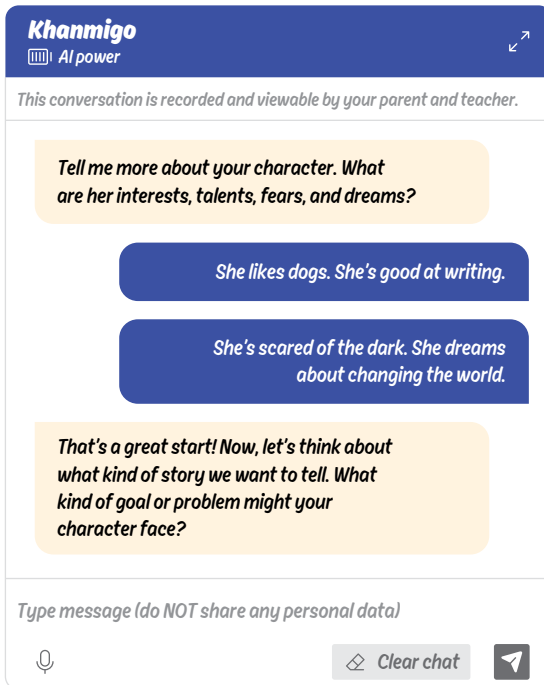 Khanmigo
AI power
This conversation is recorded and viewable by your parent and teacher.
Tell me more about your character. What
are her interests, talents, fears, and dreams?
She likes dogs. She's good at writing.
She's scared of the dark. She dreams
about changing the world.
That's a great start! Now, let's think about
what kind of story we want to tell. What
kind of goal or problem might your
character face?
Type message (do NOT share any personal data)
Clear chat